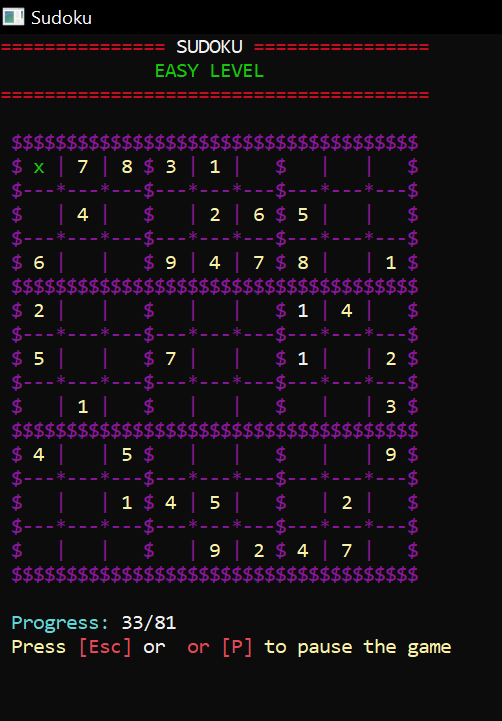 Sudoku
=============== SUDOKU ================
              EASY LEVEL
=======================================
$$$$$$$$$$$$$$$$$$$$$$$$$$$$$$$$$$$$$
$ x | 7 | 8 $ 3 | 1 |   $   |   |   $
$---*---*---$---*---*---$---*---*---$
$   | 4 |   $   | 2 | 6 $ 5 |   |   $
$---*---*---$---*---*---$---*---*---$
$ 6 |   |   $ 9 | 4 | 7 $ 8 |   | 1 $
$$$$$$$$$$$$$$$$$$$$$$$$$$$$$$$$$$$$$
$ 2 |   |   $   |   |   $ 1 | 4 |   $
$---*---*---$---*---*---$---*---*---$
$ 5 |   |   $ 7 |   |   $ 1 |   | 2 $
$---*---*---$---*---*---$---*---*---$
$   | 1 |   $   |   |   $   |   | 3 $
$$$$$$$$$$$$$$$$$$$$$$$$$$$$$$$$$$$$$
$ 4 |   | 5 $   |   |   $   |   | 9 $
$---*---*---$---*---*---$---*---*---$
$   |   | 1 $ 4 | 5 |   $   | 2 |   $
$---*---*---$---*---*---$---*---*---$
$   |   |   $   | 9 | 2 $ 4 | 7 |   $
$$$$$$$$$$$$$$$$$$$$$$$$$$$$$$$$$$$$$
Progress: 33/81
Press [Esc] or  or [P] to pause the game